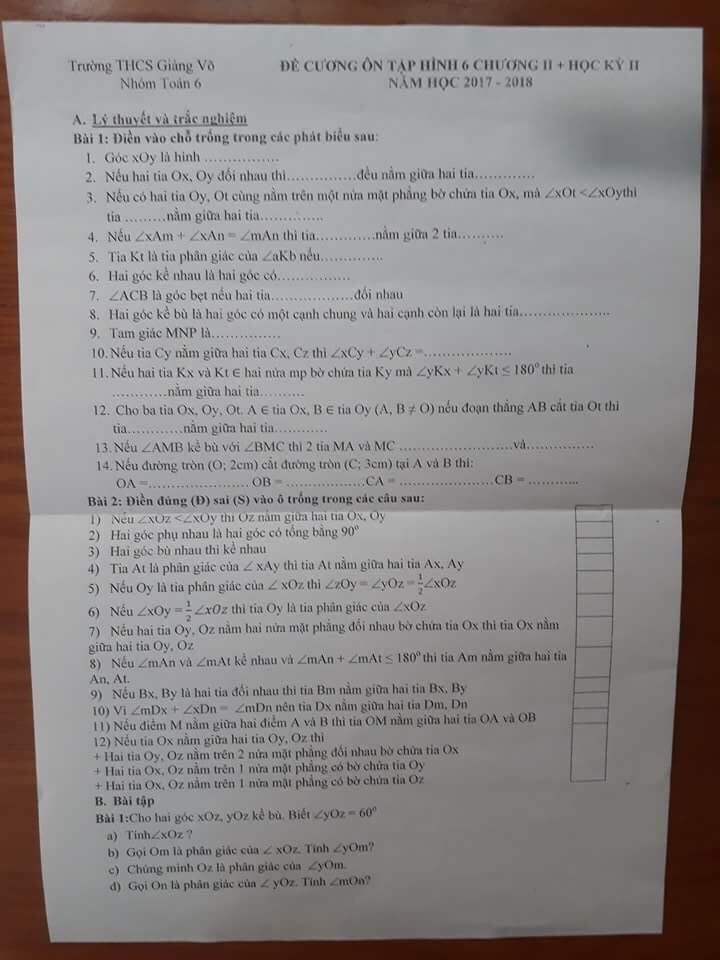 Trường THCS Giảng Võ
Nhóm Toán 6
ĐỀ CƯƠNG ÔN TẬP HÌNH 6 CHƯƠNG II + HỌC KỲ II
NĂM HỌC 2017 - 2018
A. Lý thuyết và trắc nghiệm
Bài 1: Điền vào chỗ trống trong các phát biểu sau:
1. Góc xOy là hình ……………
2. Nếu hai tia Ox, Oy đối nhau thì……………đều nằm giữa hai tia…………
3. Nếu có hai tia Oy, Ot cùng nằm trên một nửa mặt phẳng bờ chứa tia Ox, mà ∠xOt <∠xOythì
tia ………nằm giữa hai tia…………..
4. Nếu ∠xAm + ∠xAn = ∠mAn thì tia…………nằm giữa 2 tia……….
5. Tia Kt là tia phân giác của ∠aKb nếu…………..
6. Hai góc kề nhau là hai góc có……………
7. ∠ACB là góc bẹt nếu hai tia………………đối nhau
8. Hai góc kề bù là hai góc có một cạnh chung và hai cạnh còn lại là hai tia………………..
9. Tam giác MNP là……………
10. Nếu tia Cy nằm giữa hai tia Cx, Cz thì ∠xCy + ∠yCz =………………
11. Nếu hai tia Kx và Kt ∈ hai nửa mp bờ chứa tia Ky mà ∠yKx + ∠yKt ≤ 180° thì tia
…………nằm giữa hai tia……….
12. Cho ba tia Ox, Oy, Ot. A ∈ tia Ox, B ∈ tia Oy (A, B ≠ O) nếu đoạn thẳng AB cắt tia Ot thì
tia…………nằm giữa hai tia…………
13. Nếu ∠AMB kề bù với ∠BMC thì 2 tia MA và MC ……………………và……………
14. Nếu đường tròn (O; 2cm) cắt đường tròn (C; 3cm) tại A và B thì:
OA =………………… OB = ………………CA = …………………CB = ………...
Bài 2: Điền đúng (Đ) sai (S) vào ô trống trong các câu sau:
1) Nếu ∠xOz <∠xOy thì Oz nằm giữa hai tia Ox, Oy
2) Hai góc phụ nhau là hai góc có tổng bằng 90°
3) Hai góc bù nhau thì kề nhau
4) Tia At là phân giác của ∠ xAy thì tia At nằm giữa hai tia Ax, Ay
5) Nếu Oy là tia phân giác của ∠ xOz thì ∠zOy = ∠yOz = ½∠xOz
6) Nếu ∠xOy = ½ ∠xOz thì tia Oy là tia phân giác của ∠xOz
7) Nếu hai tia Oy, Oz nằm hai nửa mặt phẳng đối nhau bờ chứa tia Ox thì tia Ox nằm
giữa hai tia Oy, Oz
8) Nếu ∠mAn và ∠mAt kề nhau và ∠mAn + ∠mAt ≤ 180° thì tia Am nằm giữa hai tia
An, At.
9) Nếu Bx, By là hai tia đối nhau thì tia Bm nằm giữa hai tia Bx, By
10) Vì ∠mDx + ∠xDn = ∠mDn nên tia Dx nằm giữa hai tia Dm, Dn
11) Nếu điểm M nằm giữa hai điểm A và B thì tia OM nằm giữa hai tia OA và OB
12) Nếu tia Ox nằm giữa hai tia Oy, Oz thì
+ Hai tia Oy, Oz nằm trên 2 nửa mặt phẳng đối nhau bờ chứa tia Ox
+ Hai tia Ox, Oz nằm trên 1 nửa mặt phẳng có bờ chứa tia Oy
+ Hai tia Ox, Oz nằm trên 1 nửa mặt phẳng có bờ chứa tia Oz
B. Bài tập
Bài 1:Cho hai góc xOz, yOz kề bù. Biết ∠yOz = 60°
a) Tính∠xOz ?
b) Gọi Om là phân giác của ∠ xOz. Tính ∠yOm?
c) Chứng minh Oz là phân giác của ∠yOm.
d) Gọi On là phân giác của ∠ yOz. Tính ∠mOn?